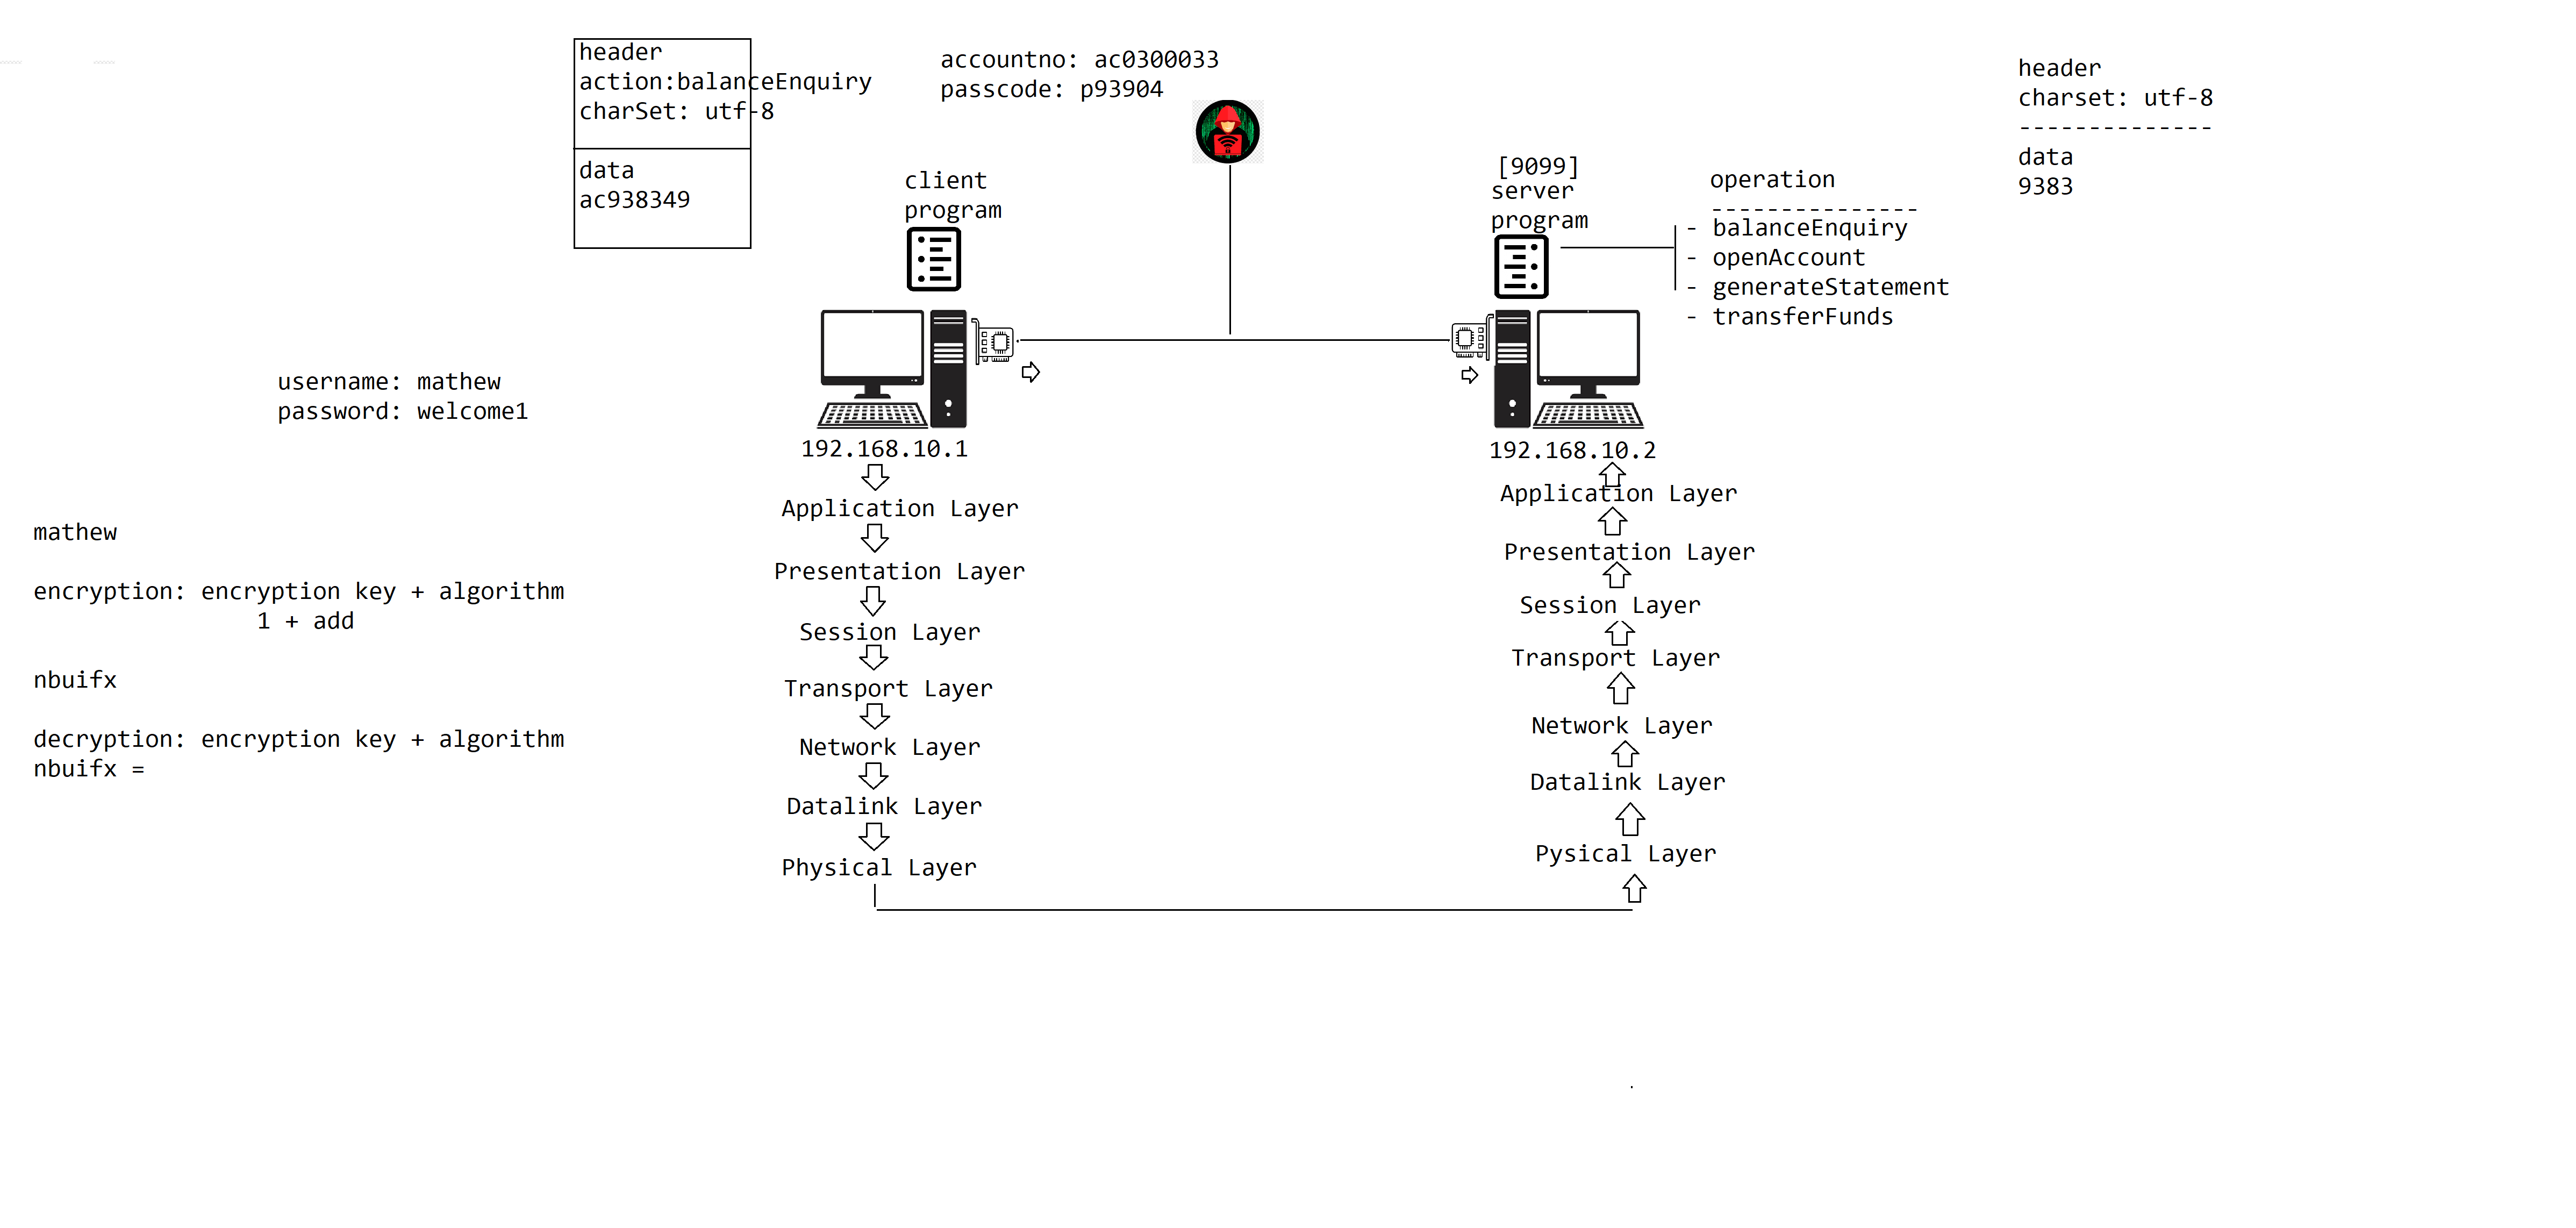 header
action:balanceEnquiry
charSet: utf-8
data
ac938349
accountno: ac0300033
passcode: p93904
header
charset: utf-8
--------------
data
9383
client
program
[9099]
server
program
operation
---------------
- balanceEnquiry
- openAccount
- generateStatement
- transferFunds
username: mathew
password: welcome1
192.168.10.1
Application Layer
Presentation Layer
Session Layer
Transport Layer
Network Layer
Datalink Layer
Physical Layer
192.168.10.2
Application Layer
Presentation Layer
Session Layer
Transport Layer
Network Layer
Datalink Layer
Pysical Layer
mathew
encryption: encryption key + algorithm
1 + add
nbuifx
decryption: encryption key + algorithm
nbuifx =